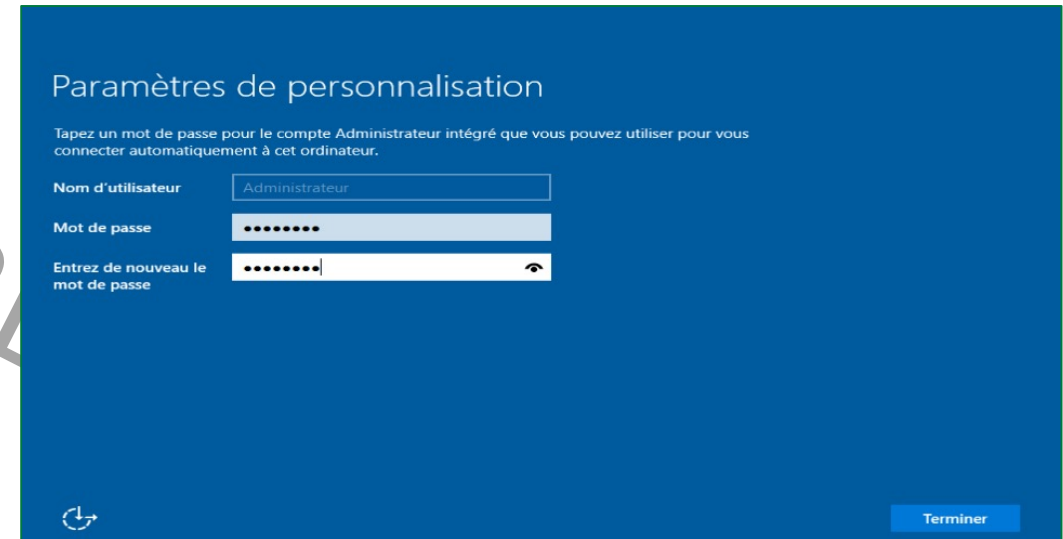 Paramètres de personnalisation
Tapez un mot de passe pour le compte Administrateur intégré que vous pouvez utiliser pour vous
connecter automatiquement à cet ordinateur.
Nom d'utilisateur
Administrateur
Mot de passe
••••••••
Entrez de nouveau le
mot de passe
••••••••
Terminer